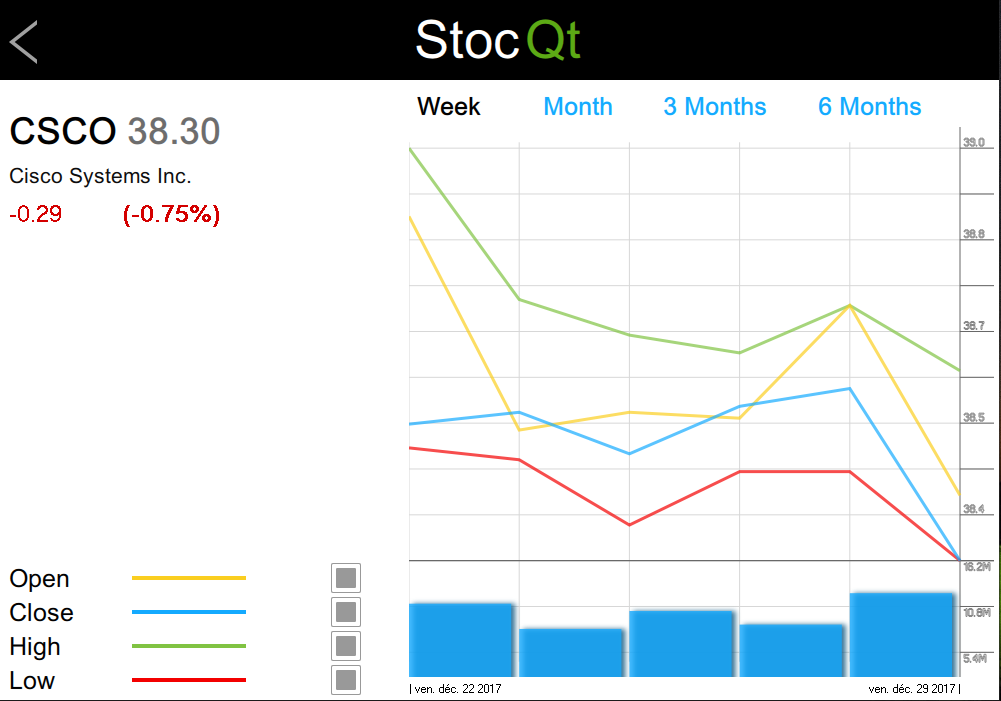 StocQt
Week Month 3 Months 6 Months
CSCO 38.30
Cisco Systems Inc.
-0.29 (-0.75%)
39.0
38.8
38.7
38.5
38.4
16.2M
10.8M
5.4M
Open
Close
High
Low
| ven. déc. 22 2017 ven. déc. 29 2017 |